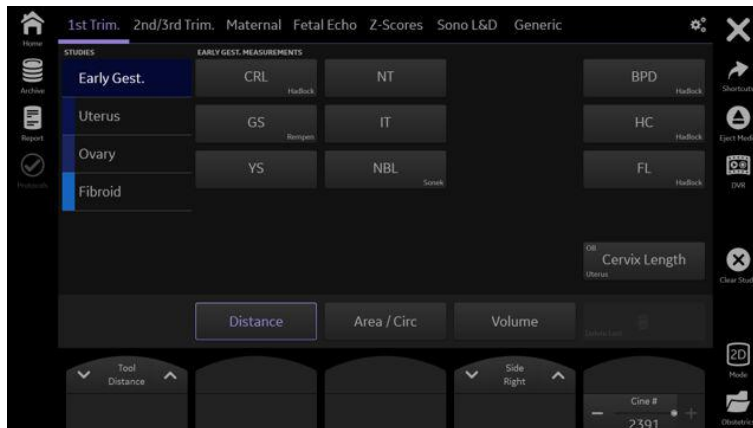 1st Trim. 2nd/3rd Trim. Maternal Fetal Echo Z-Scores Sono L&D Generic
Home
STUDIES
EARLY GEST. MEASUREMENTS
Early Gest.
Uterus
Ovary
Fibroid
CRL
Hadlock
NT
BPD
Hadlock
GS
Rempen
IT
HC
Hadlock
YS
NBL
Sonek
FL
Hadlock
OB
Cervix Length
Uterus
Distance
Area / Circ
Volume
Archive
Report
Protocols
Shortcuts
Eject Medi
DVR
Clear Stud
2D
Mode
Obstetric
Tool
Distance
Side
Right
Cine #
2391